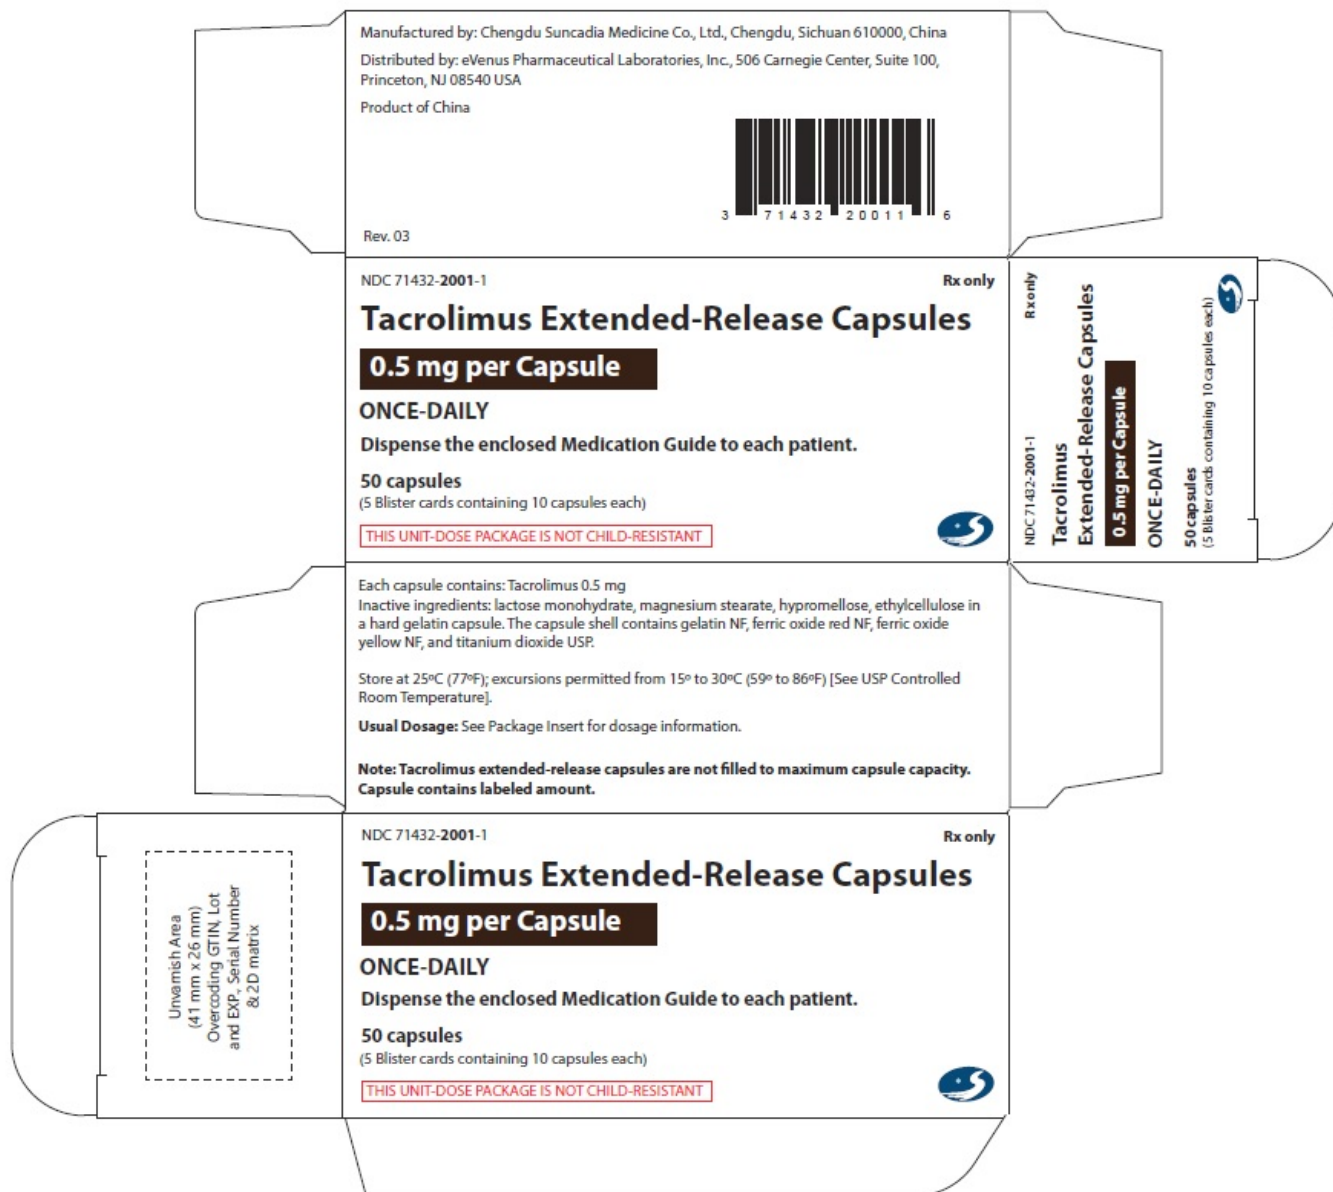 Manufactured by: Chengdu Suncadia Medicine Co., Ltd., Chengdu, Sichuan 610000, China
Distributed by: eVenus Pharmaceutical Laboratories, Inc., 506 Carnegie Center, Suite 100,
Princeton, NJ 08540 USA
Product of China
3 71432 20011 6
Rev. 03
NDC 71432-2001-1
Rx only
Tacrolimus Extended-Release Capsules
0.5 mg per Capsule
ONCE-DAILY
Dispense the enclosed Medication Guide to each patient.
50 capsules
(5 Blister cards containing 10 capsules each)
THIS UNIT-DOSE PACKAGE IS NOT CHILD-RESISTANT
NDC 71432-2001-1
Rx only
Tacrolimus
Extended-Release Capsules
0.5 mg per Capsule
ONCE-DAILY
50 capsules
(5 Blister cards containing 10 capsules each)
Each capsule contains: Tacrolimus 0.5 mg
Inactive ingredients: lactose monohydrate, magnesium stearate, hypromellose, ethylcellulose in
a hard gelatin capsule. The capsule shell contains gelatin NF, ferric oxide red NF, ferric oxide
yellow NF, and titanium dioxide USP.
Store at 25ºC (77ºF); excursions permitted from 15º to 30ºC (59º to 86ºF) [See USP Controlled
Room Temperature].
Usual Dosage: See Package Insert for dosage information.
Note: Tacrolimus extended-release capsules are not filled to maximum capsule capacity.
Capsule contains labeled amount.
Unvarnish Area
(41 mm x 26 mm)
Overcoding GTIN, Lot
and EXP., Serial Number
& 2D matrix
NDC 71432-2001-1
Rx only
Tacrolimus Extended-Release Capsules
0.5 mg per Capsule
ONCE-DAILY
Dispense the enclosed Medication Guide to each patient.
50 capsules
(5 Blister cards containing 10 capsules each)
THIS UNIT-DOSE PACKAGE IS NOT CHILD-RESISTANT